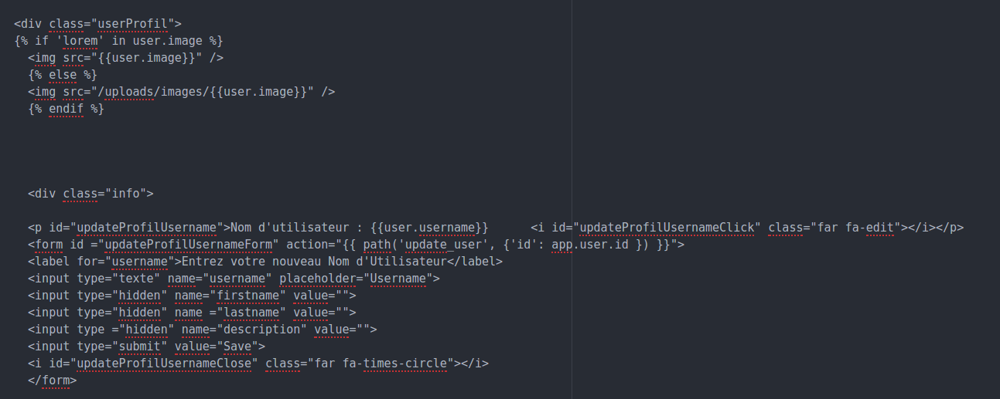 <div class="userProfil">
{% if 'lorem' in user.image %}
<img src="{{user.image}}" />
{% else %}
<img src="/uploads/images/{{user.image}}" />
{% endif %}
<div class="info">
<p id="updateProfilUsername">Nom d'utilisateur : {{user.username}}      <i id="updateProfilUsernameClick" class="far fa-edit"></i></p>
<form id ="updateProfilUsernameForm" action="{{ path('update_user', {'id': app.user.id }) }}">
<label for="username">Entrez votre nouveau Nom d'Utilisateur</label>
<input type="texte" name="username" placeholder="Username">
<input type="hidden" name="firstname" value="">
<input type="hidden" name ="lastname" value="">
<input type ="hidden" name="description" value="">
<input type="submit" value="Save">
<i id="updateProfilUsernameClose" class="far fa-times-circle"></i>
</form>